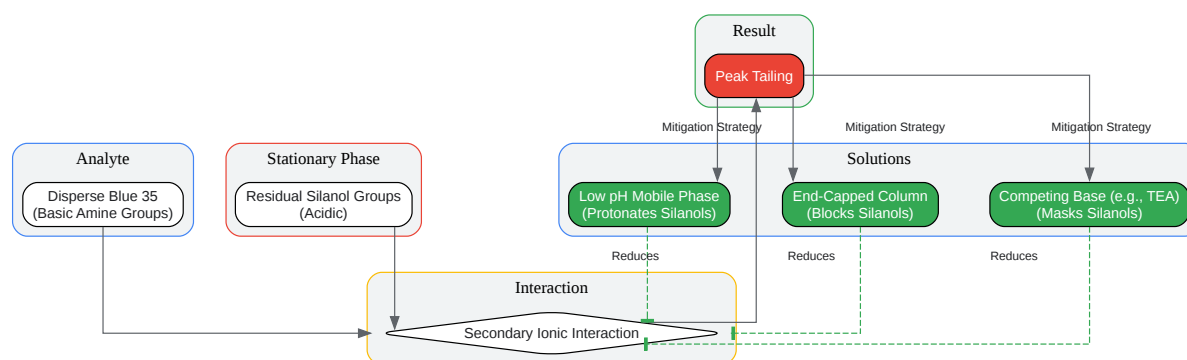 Result
Peak Tailing
Mitigation Strategy
Mitigation Strategy
Mitigation Strategy
Analyte
Stationary Phase
Solutions
Disperse Blue 35
(Basic Amine Groups)
Residual Silanol Groups
(Acidic)
Low pH Mobile Phase
(Protonates Silanols)
End-Capped Column
(Blocks Silanols)
Competing Base (e.g., TEA)
(Masks Silanols)
Reduces
Reduces
Reduces
Interaction
Secondary Ionic Interaction